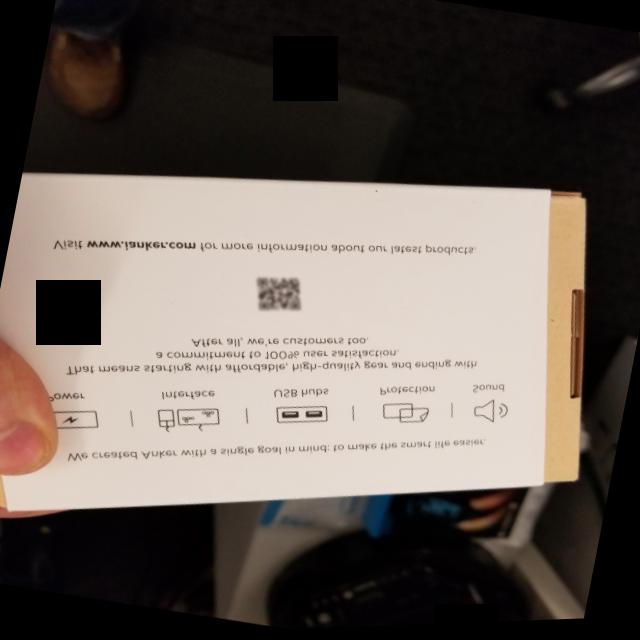 We created Anker with a single goal in mind: to make the smart life easier.
Power Interface USB hubs Protection Sound
That means starting with affordable, high-quality gear and ending with
a commitment to 100% user satisfaction.
After all, we're customers too.
Visit www.ianker.com for more information about our latest products.